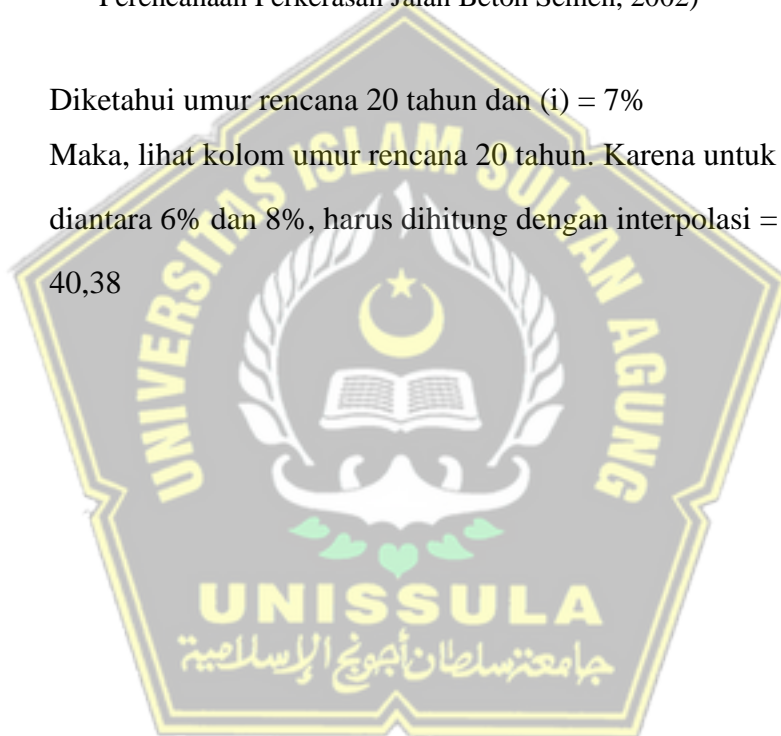 Perencanaan Perkerasan Jalan Beton Semen, 2002)
Diketahui umur rencana 20 tahun dan (i) = 7%
Maka, lihat kolom umur rencana 20 tahun. Karena untuk
diantara 6% dan 8%, harus dihitung dengan interpolasi =
40,38
UNIVERSITAS ISLAM SULTAN AGUNG
UNISSULA
جامعنرسلطان أجونج الإسلامية